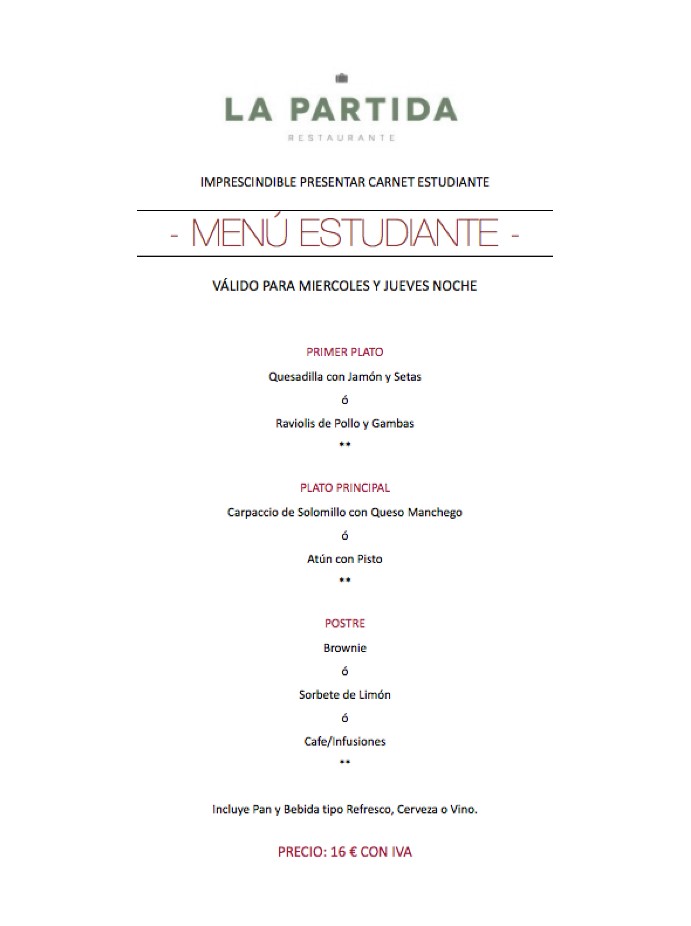 LA PARTIDA
RESTAURANTE
IMPRESCINDIBLE PRESENTAR CARNET ESTUDIANTE
- MENÚ ESTUDIANTE -
VÁLIDO PARA MIERCOLES Y JUEVES NOCHE
PRIMER PLATO
Quesadilla con Jamón y Setas
ó
Raviolis de Pollo y Gambas
**
PLATO PRINCIPAL
Carpaccio de Solomillo con Queso Manchego
ó
Atún con Pisto
**
POSTRE
Brownie
ó
Sorbete de Limón
ó
Cafe/Infusiones
**
Incluye Pan y Bebida tipo Refresco, Cerveza o Vino.
PRECIO: 16 € CON IVA